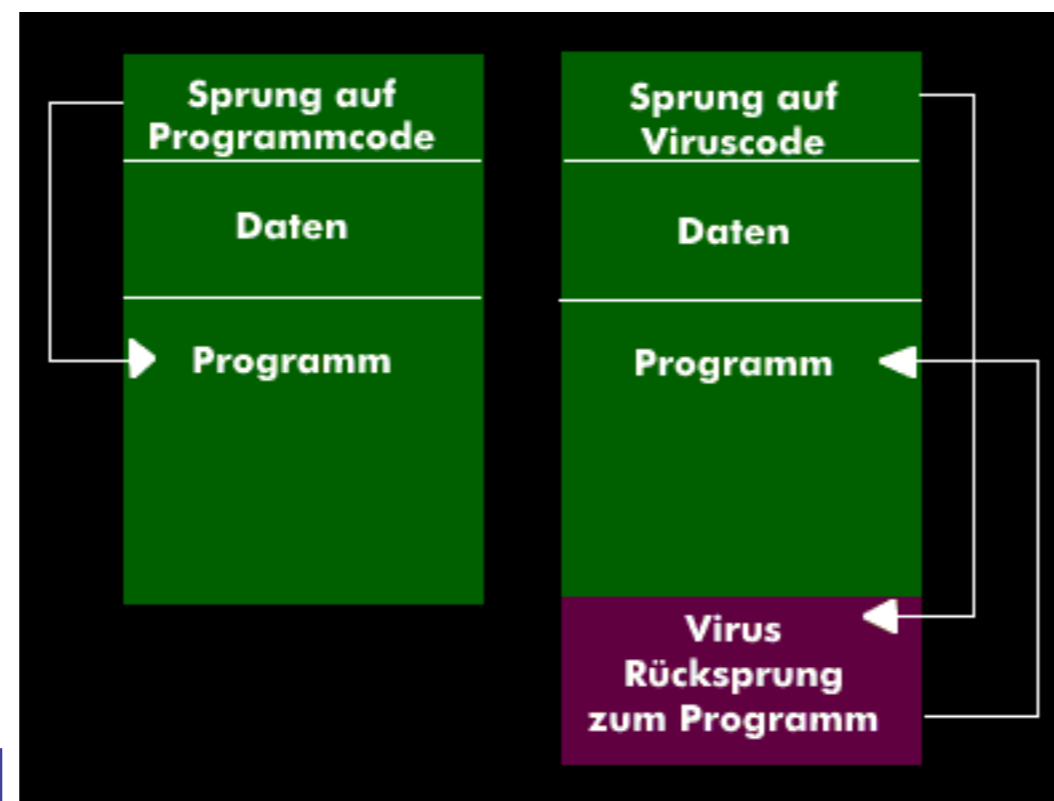 Sprung auf
Programmcode
Daten
Programm
Sprung auf
Viruscode
Daten
Programm
Virus
Rücksprung
zum Programm